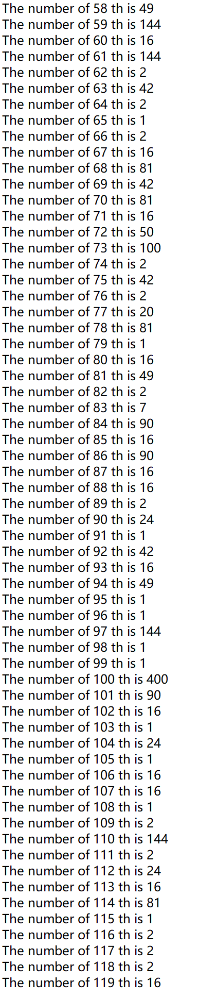 The number of 58 th is 49
The number of 59 th is 144
The number of 60 th is 16
The number of 61 th is 144
The number of 62 th is 2
The number of 63 th is 42
The number of 64 th is 2
The number of 65 th is 1
The number of 66 th is 2
The number of 67 th is 16
The number of 68 th is 81
The number of 69 th is 42
The number of 70 th is 81
The number of 71 th is 16
The number of 72 th is 50
The number of 73 th is 100
The number of 74 th is 2
The number of 75 th is 42
The number of 76 th is 2
The number of 77 th is 20
The number of 78 th is 81
The number of 79 th is 1
The number of 80 th is 16
The number of 81 th is 49
The number of 82 th is 2
The number of 83 th is 7
The number of 84 th is 90
The number of 85 th is 16
The number of 86 th is 90
The number of 87 th is 16
The number of 88 th is 16
The number of 89 th is 2
The number of 90 th is 24
The number of 91 th is 1
The number of 92 th is 42
The number of 93 th is 16
The number of 94 th is 49
The number of 95 th is 1
The number of 96 th is 1
The number of 97 th is 144
The number of 98 th is 1
The number of 99 th is 1
The number of 100 th is 400
The number of 101 th is 90
The number of 102 th is 16
The number of 103 th is 1
The number of 104 th is 24
The number of 105 th is 1
The number of 106 th is 16
The number of 107 th is 16
The number of 108 th is 1
The number of 109 th is 2
The number of 110 th is 144
The number of 111 th is 2
The number of 112 th is 24
The number of 113 th is 16
The number of 114 th is 81
The number of 115 th is 1
The number of 116 th is 2
The number of 117 th is 2
The number of 118 th is 2
The number of 119 th is 16